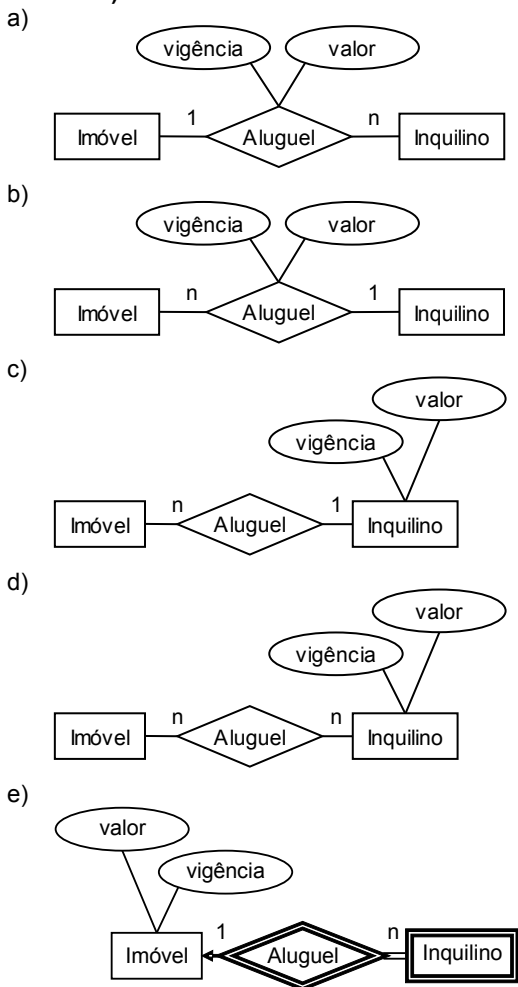 a)
vigência valor
1 n
Imóvel Aluguel Inquilino
b)
vigência valor
n 1
Imóvel Aluguel Inquilino
c)
valor
vigência
n 1
Imóvel Aluguel Inquilino
d)
valor
vigência
n n
Imóvel Aluguel Inquilino
e)
valor
vigência
1 n
Imóvel Aluguel Inquilino